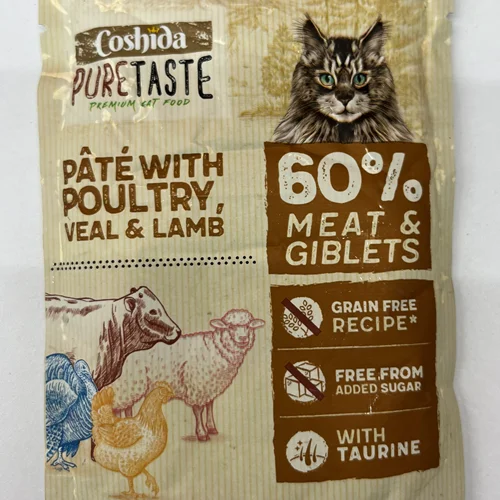 Coshida
PURETASTE
PREMIUM CAT FOOD
PÂTÉ WITH
POULTRY,
VEAL & LAMB
60%
MEAT &
GIBLETS
GRAIN FREE
RECIPE*
FREE FROM
ADDED SUGAR
WITH
TAURINE